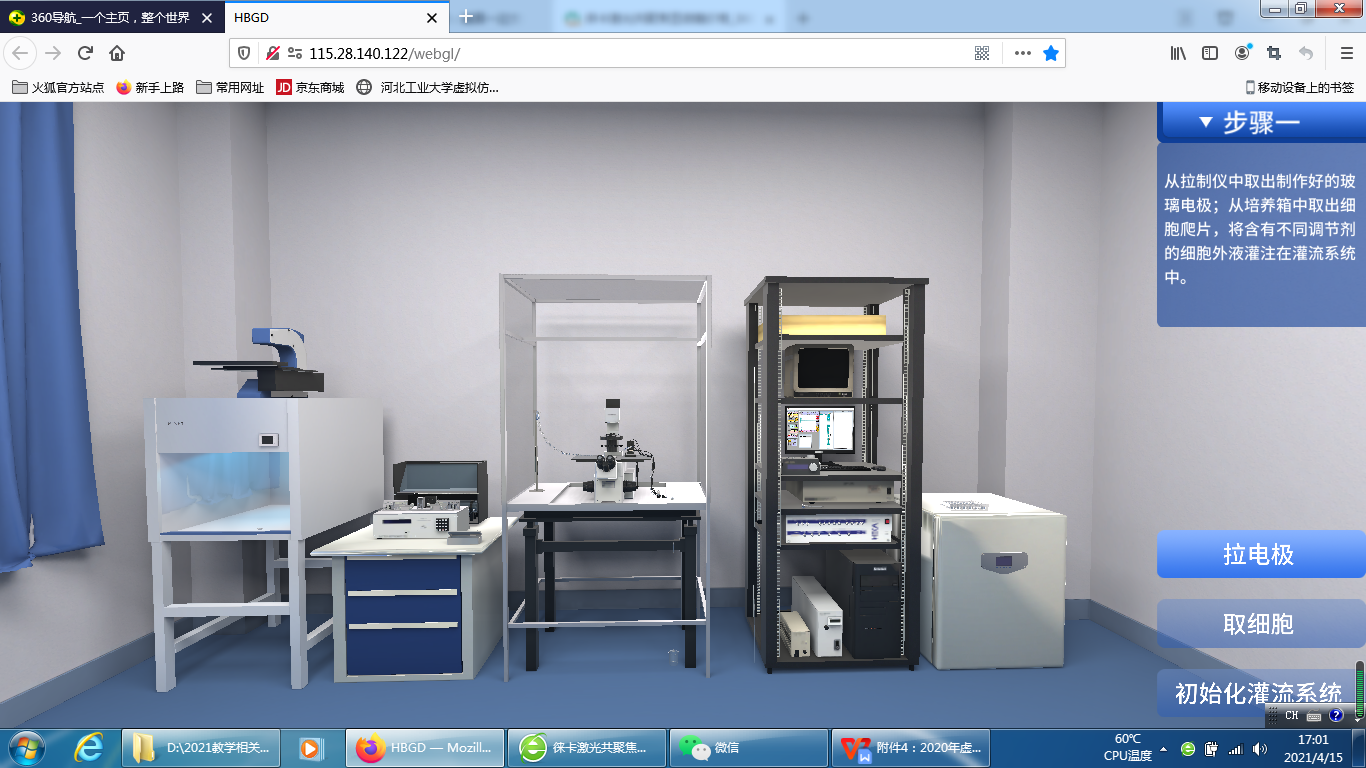 360导航_一个主页，整个世界
HBGD
115.28.140.122/webgl/
火狐官方站点
新手上路
常用网址
JD 京东商城
河北工业大学虚拟仿...
移动设备上的书签
步骤一
从拉制仪中取出制作好的玻
璃电极；从培养箱中取出细
胞爬片，将含有不同调节剂
的细胞外液灌注在灌流系统
中。
拉电极
取细胞
初始化灌流系统
CH
D:\2021教学相关...
HBGD — Mozill...
徕卡激光共聚焦...
微信
附件4：2020年虚...
60℃
CPU温度
17:01
2021/4/15